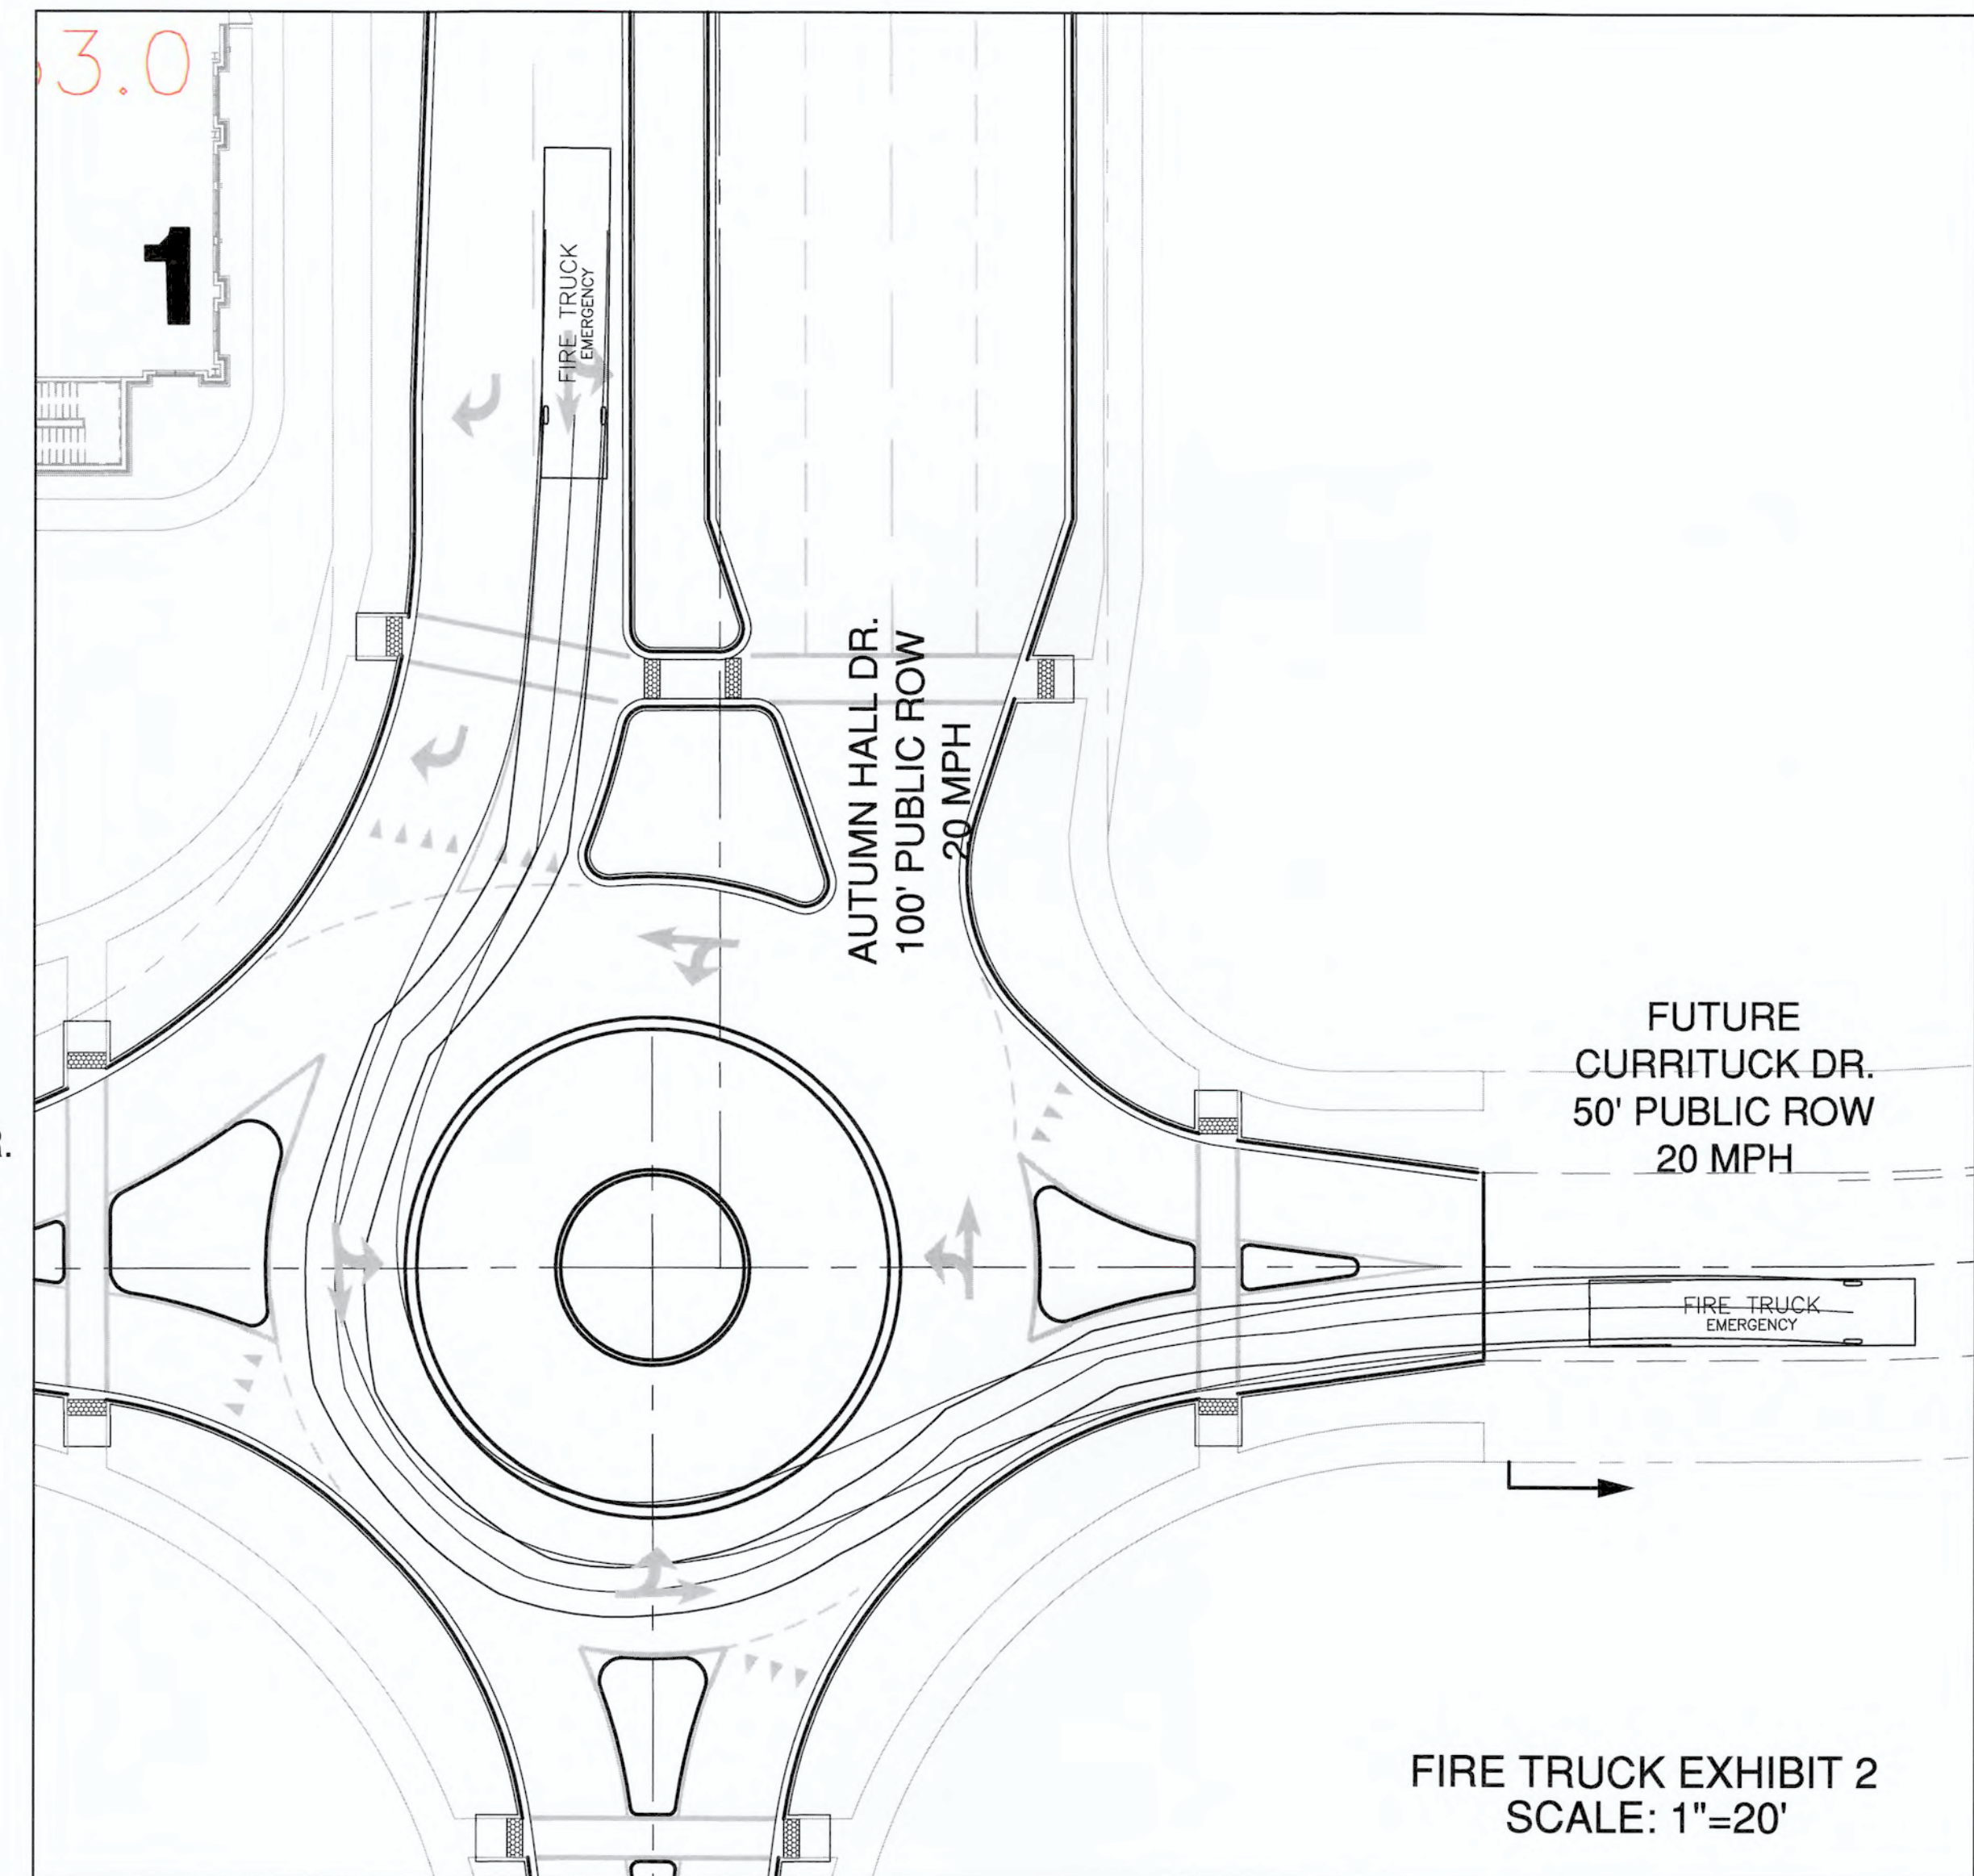 3.0
1
FIRE TRUCK
EMERGENCY
AUTUMN HALL DR.
100' PUBLIC ROW
20 MPH
FUTURE
CURRITUCK DR.
50' PUBLIC ROW
20 MPH
FIRE TRUCK
EMERGENCY
FIRE TRUCK EXHIBIT 2
SCALE: 1"=20'